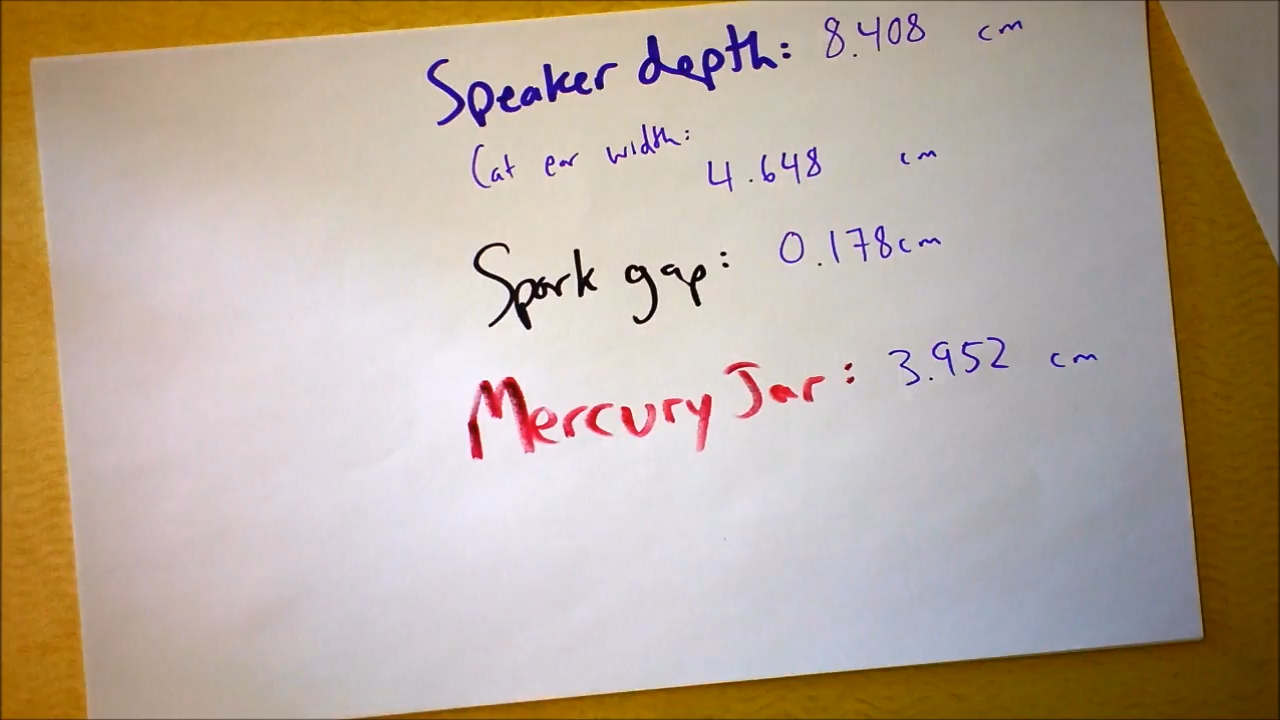 Speaker depth: 8.408 cm
Cat ear width: 4.648 cm
Spark gap: 0.178cm
Mercury Jar: 3.952 cm